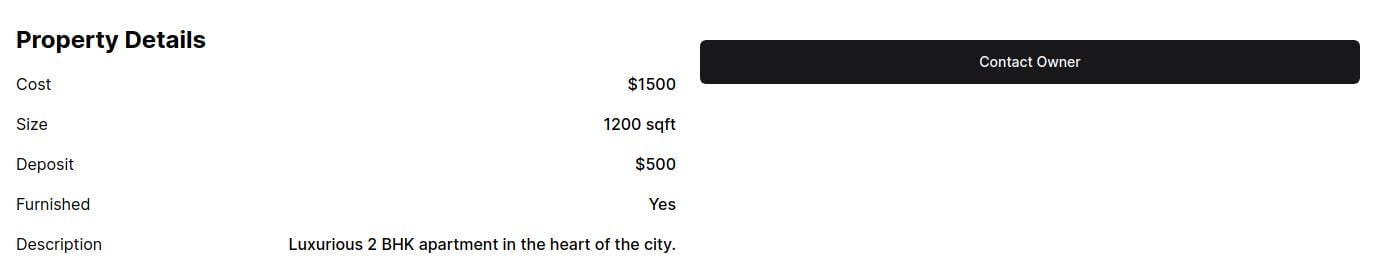 Property Details
Contact Owner
Cost $1500
Size 1200 sqft
Deposit $500
Furnished Yes
Description Luxurious 2 BHK apartment in the heart of the city.